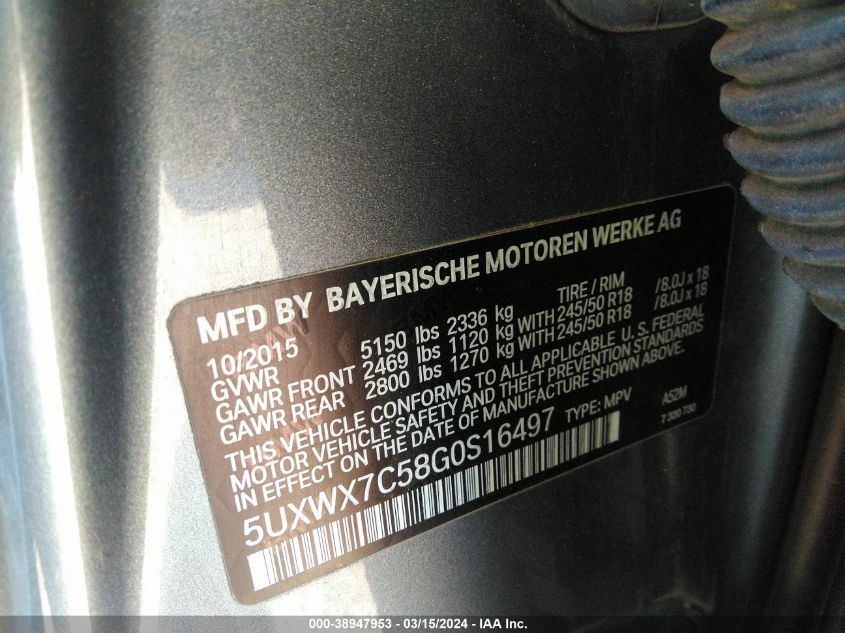 MFD BY BAYERISCHE MOTOREN WERKE AG
10/2015 TIRE / RIM
GVWR 5150 lbs 2336 kg
GAWR FRONT 2469 lbs 1120 kg WITH 245/50 R18 /8.0J x 18
GAWR REAR 2800 lbs 1270 kg WITH 245/50 R18 /8.0J x 18
THIS VEHICLE CONFORMS TO ALL APPLICABLE U.S. FEDERAL
MOTOR VEHICLE SAFETY AND THEFT PREVENTION STANDARDS
IN EFFECT ON THE DATE OF MANUFACTURE SHOWN ABOVE.
5UXWX7C58G0S16497 TYPE: MPV A52M
T 320 730
000-38947953 - 03/15/2024 - IAA Inc.